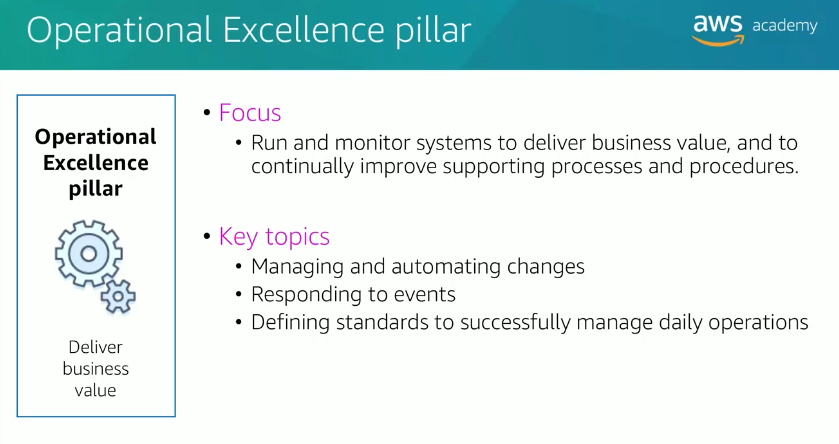 Operational Excellence pillar
aws academy
Operational
Excellence
pillar
Deliver
business
value
• Focus
• Run and monitor systems to deliver business value, and to
continually improve supporting processes and procedures.
• Key topics
• Managing and automating changes
• Responding to events
• Defining standards to successfully manage daily operations